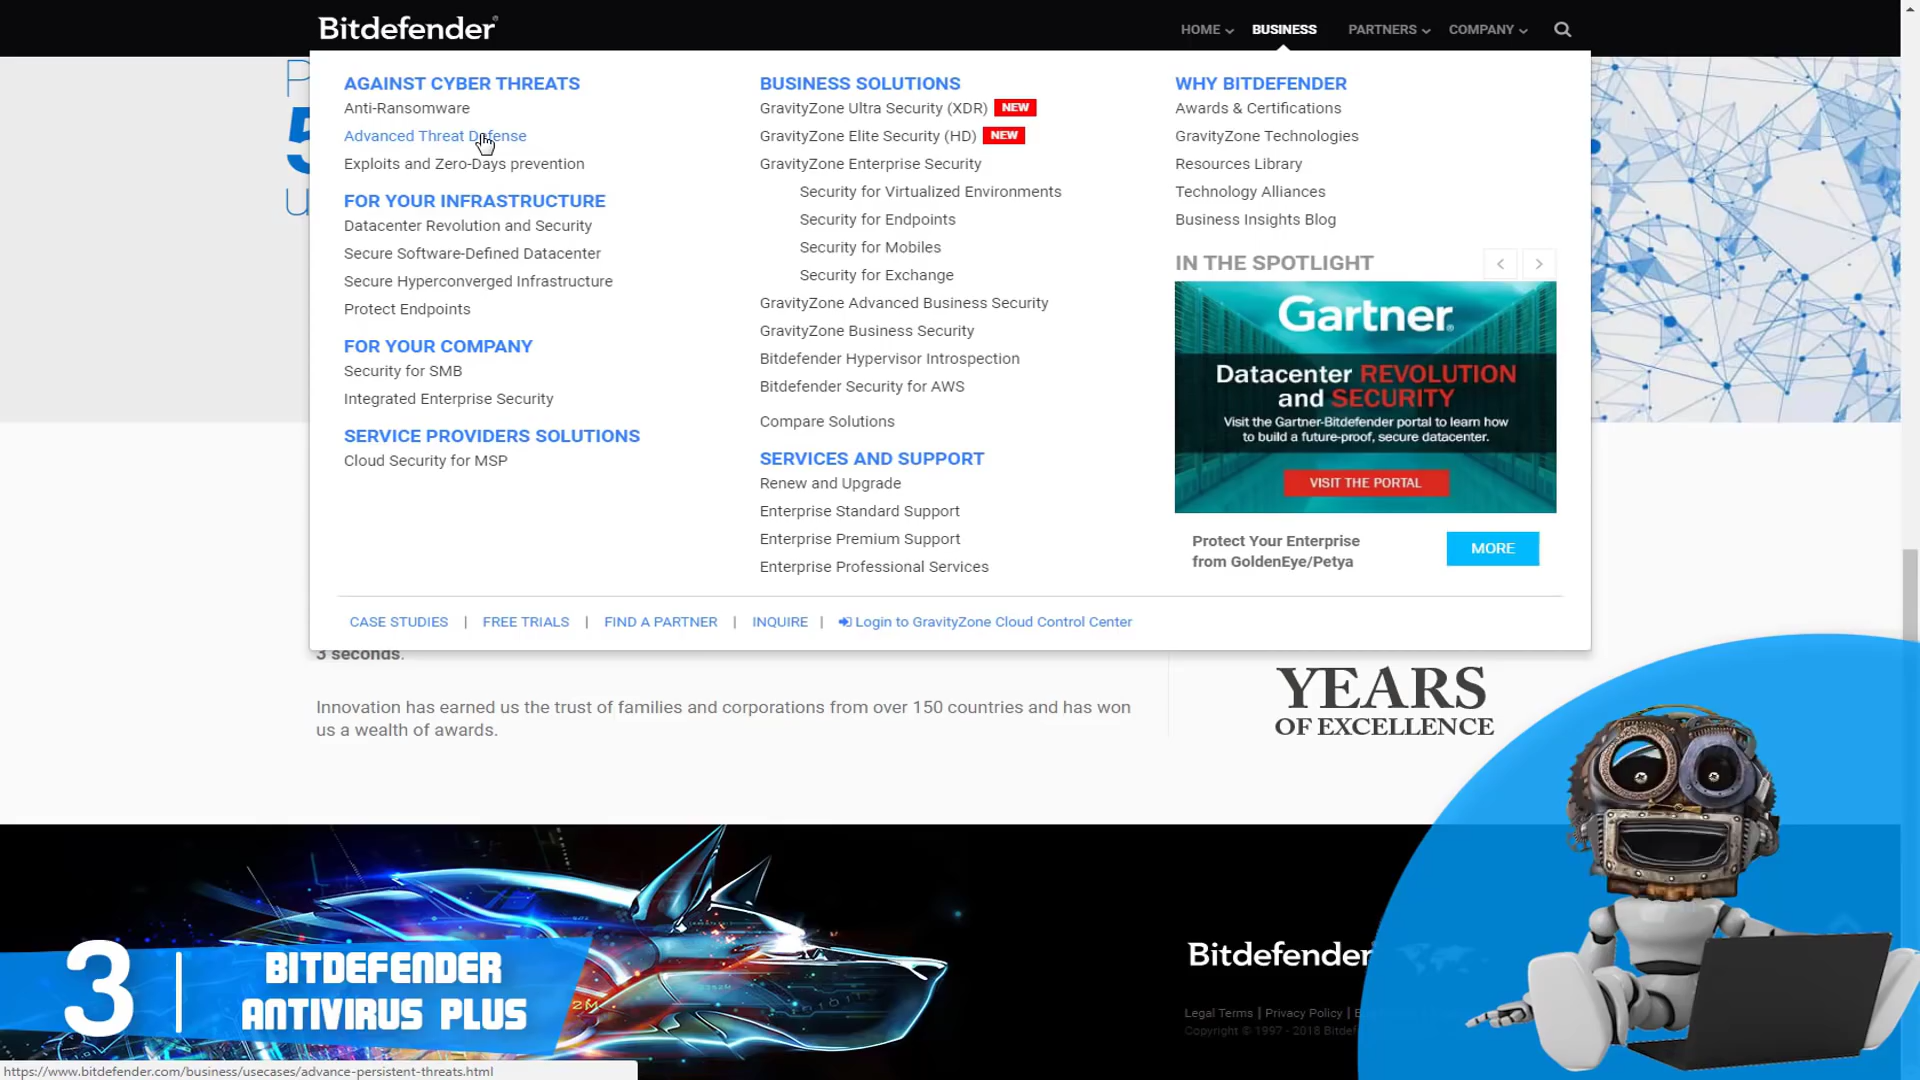 Bitdefender
HOME
BUSINESS
PARTNERS
COMPANY
AGAINST CYBER THREATS
Anti-Ransomware
Advanced Threat Defense
Exploits and Zero-Days prevention
FOR YOUR INFRASTRUCTURE
Datacenter Revolution and Security
Secure Software-Defined Datacenter
Secure Hyperconverged Infrastructure
Protect Endpoints
FOR YOUR COMPANY
Security for SMB
Integrated Enterprise Security
SERVICE PROVIDERS SOLUTIONS
Cloud Security for MSP
BUSINESS SOLUTIONS
GravityZone Ultra Security (XDR) NEW
GravityZone Elite Security (HD) NEW
GravityZone Enterprise Security
Security for Virtualized Environments
Security for Endpoints
Security for Mobiles
Security for Exchange
GravityZone Advanced Business Security
GravityZone Business Security
Bitdefender Hypervisor Introspection
Bitdefender Security for AWS
Compare Solutions
SERVICES AND SUPPORT
Renew and Upgrade
Enterprise Standard Support
Enterprise Premium Support
Enterprise Professional Services
WHY BITDEFENDER
Awards & Certifications
GravityZone Technologies
Resources Library
Technology Alliances
Business Insights Blog
IN THE SPOTLIGHT
Gartner
Datacenter REVOLUTION
and SECURITY
Visit the Gartner-Bitdefender portal to learn how
to build a future-proof, secure datacenter.
VISIT THE PORTAL
Protect Your Enterprise
from GoldenEye/Petya
MORE
CASE STUDIES | FREE TRIALS | FIND A PARTNER | INQUIRE | Login to GravityZone Cloud Control Center
3 seconds.
Innovation has earned us the trust of families and corporations from over 150 countries and has won
us a wealth of awards.
YEARS
OF EXCELLENCE
3
BITDEFENDER
ANTIVIRUS PLUS
Bitdefender
Legal Terms | Privacy Policy |
Copyright © 1997 - 2018
https://www.bitdefender.com/business/usecases/advance-persistent-threats.html